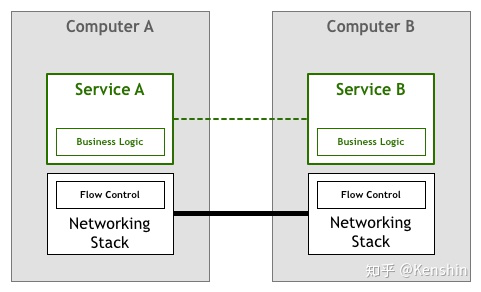 Computer A
Service A
Business Logic
Flow Control
Networking
Stack
Computer B
Service B
Business Logic
Flow Control
Networking
Stack
知乎 @Kenshin